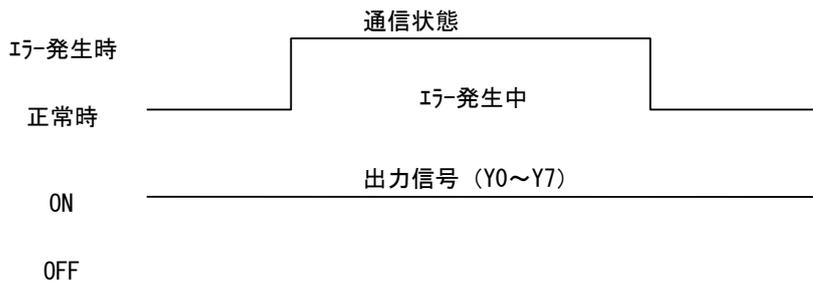 通信状態
ｴﾗｰ発生時
ｴﾗｰ発生中
正常時
出力信号（Y0～Y7）
ON
OFF